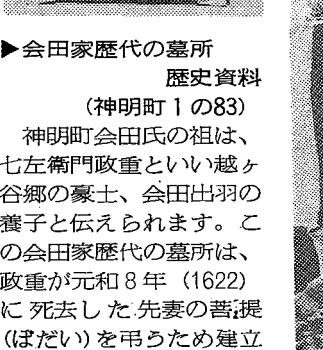 ▶会田家歴代の墓所
歴史資料
(神明町1の83)
神明町会田氏の祖は、
七左衛門政重といい越ヶ
谷郷の豪士、会田出羽の
養子と伝えられます。こ
の会田家歴代の墓所は、
政重が元和8年(1622)
に死去した先妻の菩提
(ぼだい)を弔うため建立